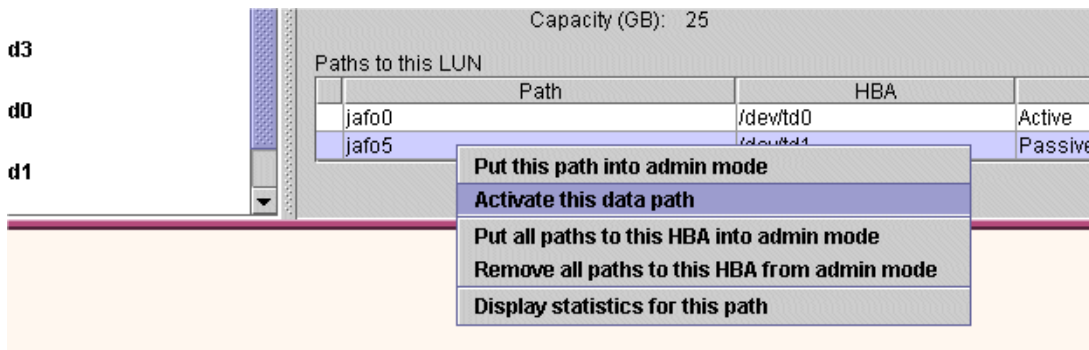 Capacity (GB): 25
d3
Paths to this LUN
Path HBA
d0
jafo0 /dev/td0 Active
jafo5 /dev/td1 Passive
Put this path into admin mode
d1
Activate this data path
Put all paths to this HBA into admin mode
Remove all paths to this HBA from admin mode
Display statistics for this path